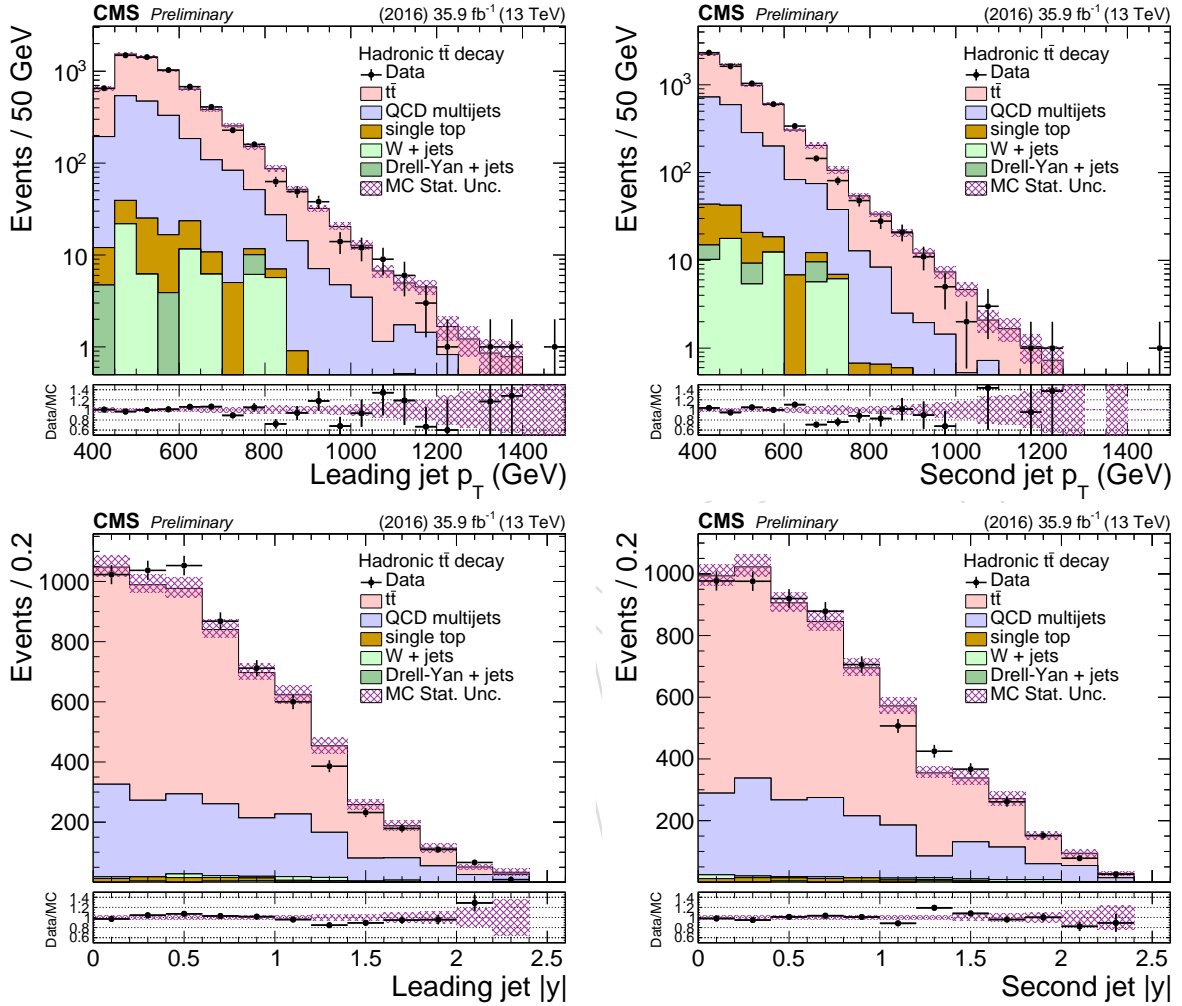 CMS Preliminary (2016) 35.9 fb⁻¹ (13 TeV)
Events / 50 GeV
10³
10²
10
1
Hadronic tt̄ decay
Data
tt̄
QCD multijets
single top
W + jets
Drell-Yan + jets
MC Stat. Unc.
Data/MC
1.4
1.2
1
0.8
0.6
400 600 800 1000 1200 1400
Leading jet p_T (GeV)
CMS Preliminary (2016) 35.9 fb⁻¹ (13 TeV)
Events / 50 GeV
10³
10²
10
1
Hadronic tt̄ decay
Data
tt̄
QCD multijets
single top
W + jets
Drell-Yan + jets
MC Stat. Unc.
Data/MC
1.4
1.2
1
0.8
0.6
400 600 800 1000 1200 1400
Second jet p_T (GeV)
CMS Preliminary (2016) 35.9 fb⁻¹ (13 TeV)
Events / 0.2
1000
800
600
400
200
Hadronic tt̄ decay
Data
tt̄
QCD multijets
single top
W + jets
Drell-Yan + jets
MC Stat. Unc.
Data/MC
1.4
1.2
1
0.8
0.6
0 0.5 1 1.5 2 2.5
Leading jet |y|
CMS Preliminary (2016) 35.9 fb⁻¹ (13 TeV)
Events / 0.2
1000
800
600
400
200
Hadronic tt̄ decay
Data
tt̄
QCD multijets
single top
W + jets
Drell-Yan + jets
MC Stat. Unc.
Data/MC
1.4
1.2
1
0.8
0.6
0 0.5 1 1.5 2 2.5
Second jet |y|